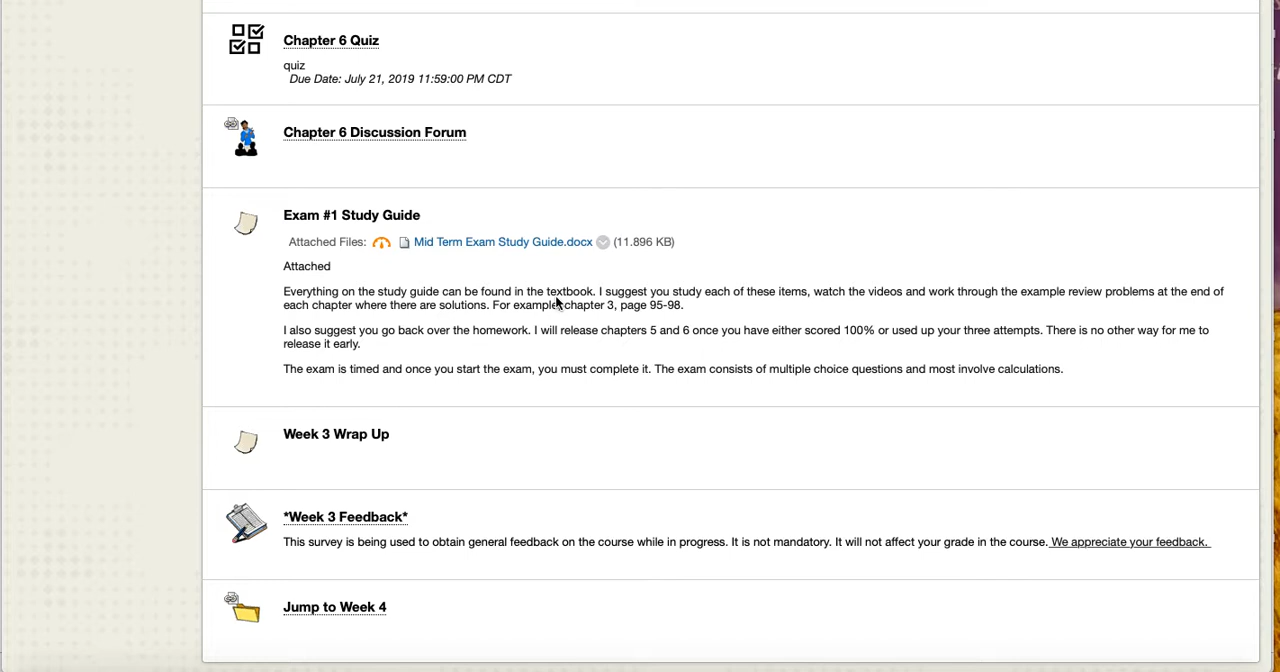 Chapter 6 Quiz
quiz
Due Date: July 21, 2019 11:59:00 PM CDT
Chapter 6 Discussion Forum
Exam #1 Study Guide
Attached Files: Mid Term Exam Study Guide.docx (11.896 KB)
Attached
Everything on the study guide can be found in the textbook. I suggest you study each of these items, watch the videos and work through the example review problems at the end of
each chapter where there are solutions. For example chapter 3, page 95-98.
I also suggest you go back over the homework. I will release chapters 5 and 6 once you have either scored 100% or used up your three attempts. There is no other way for me to
release it early.
The exam is timed and once you start the exam, you must complete it. The exam consists of multiple choice questions and most involve calculations.
Week 3 Wrap Up
*Week 3 Feedback*
This survey is being used to obtain general feedback on the course while in progress. It is not mandatory. It will not affect your grade in the course. We appreciate your feedback.
Jump to Week 4